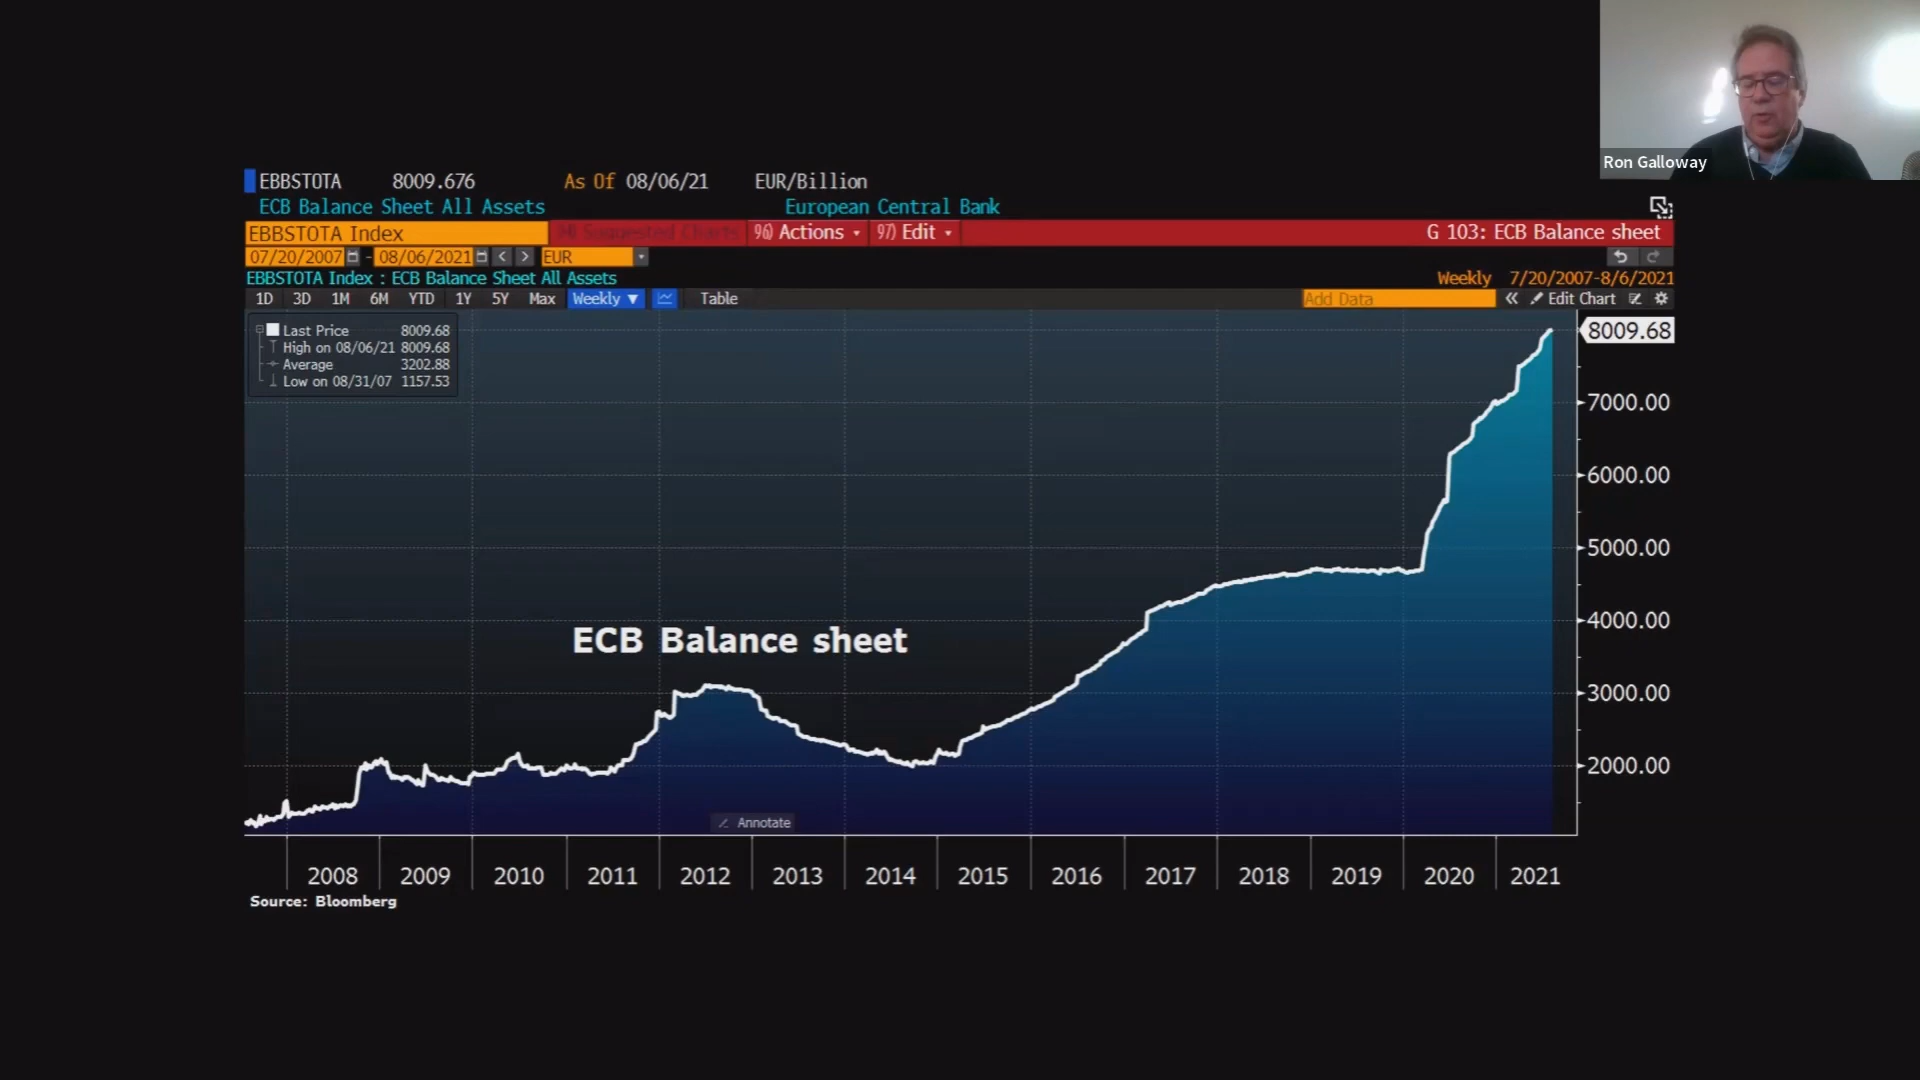 Ron Galloway
EBBSTOTA 8009.676 As Of 08/06/21 EUR/Billion
ECB Balance Sheet All Assets European Central Bank
EBBSTOTA Index 94) Suggested Charts 96) Actions 97) Edit G 103: ECB Balance sheet
07/20/2007 - 08/06/2021 < > EUR
EBBSTOTA Index : ECB Balance Sheet All Assets Weekly 7/20/2007-8/6/2021
1D 3D 1M 6M YTD 1Y 5Y Max Weekly ▼ Table Add Data « Edit Chart
Last Price 8009.68
High on 08/06/21 8009.68
Average 3202.88
Low on 08/31/07 1157.53
8009.68
7000.00
6000.00
5000.00
4000.00
3000.00
2000.00
ECB Balance sheet
Annotate
2008 2009 2010 2011 2012 2013 2014 2015 2016 2017 2018 2019 2020 2021
Source: Bloomberg